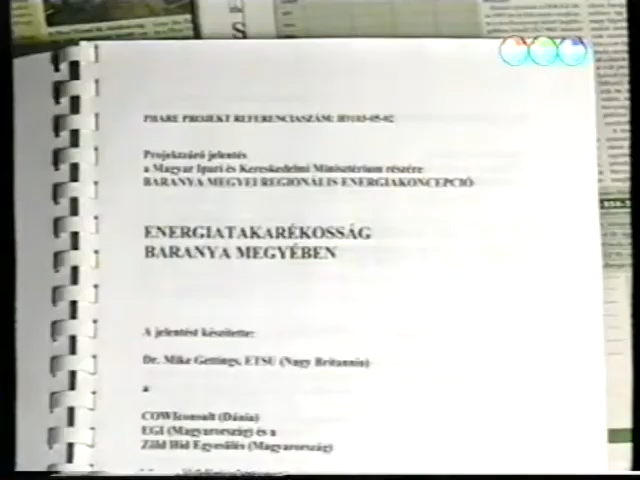 PHARE PROJEKT REFERENCIASZÁM: H9103-05-02
Projektzáró jelentés
a Magyar Ipari és Kereskedelmi Minisztérium részére
BARANYA MEGYEI REGIONÁLIS ENERGIAKONCEPCIÓ
ENERGIATAKARÉKOSSÁG
BARANYA MEGYÉBEN
A jelentést készítette:
Dr. Mike Gettings, ETSU (Nagy Britannia)
a
COWIconsult (Dánia)
EGI (Magyarország) és a
Zöld Híd Egyesülés (Magyarország)